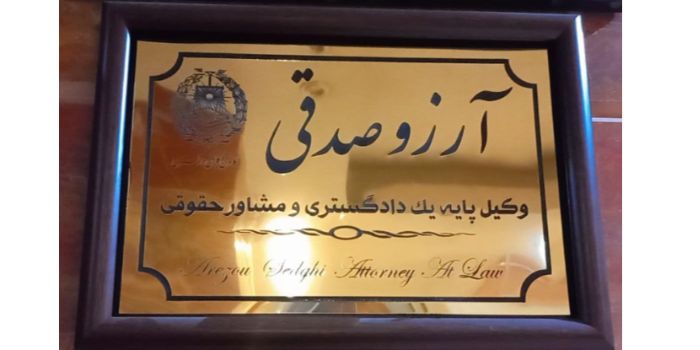 آرزو صدقی
وکیل پایه یک دادگستری و مشاور حقوقی
Arezou Sedghi Attorney At Law